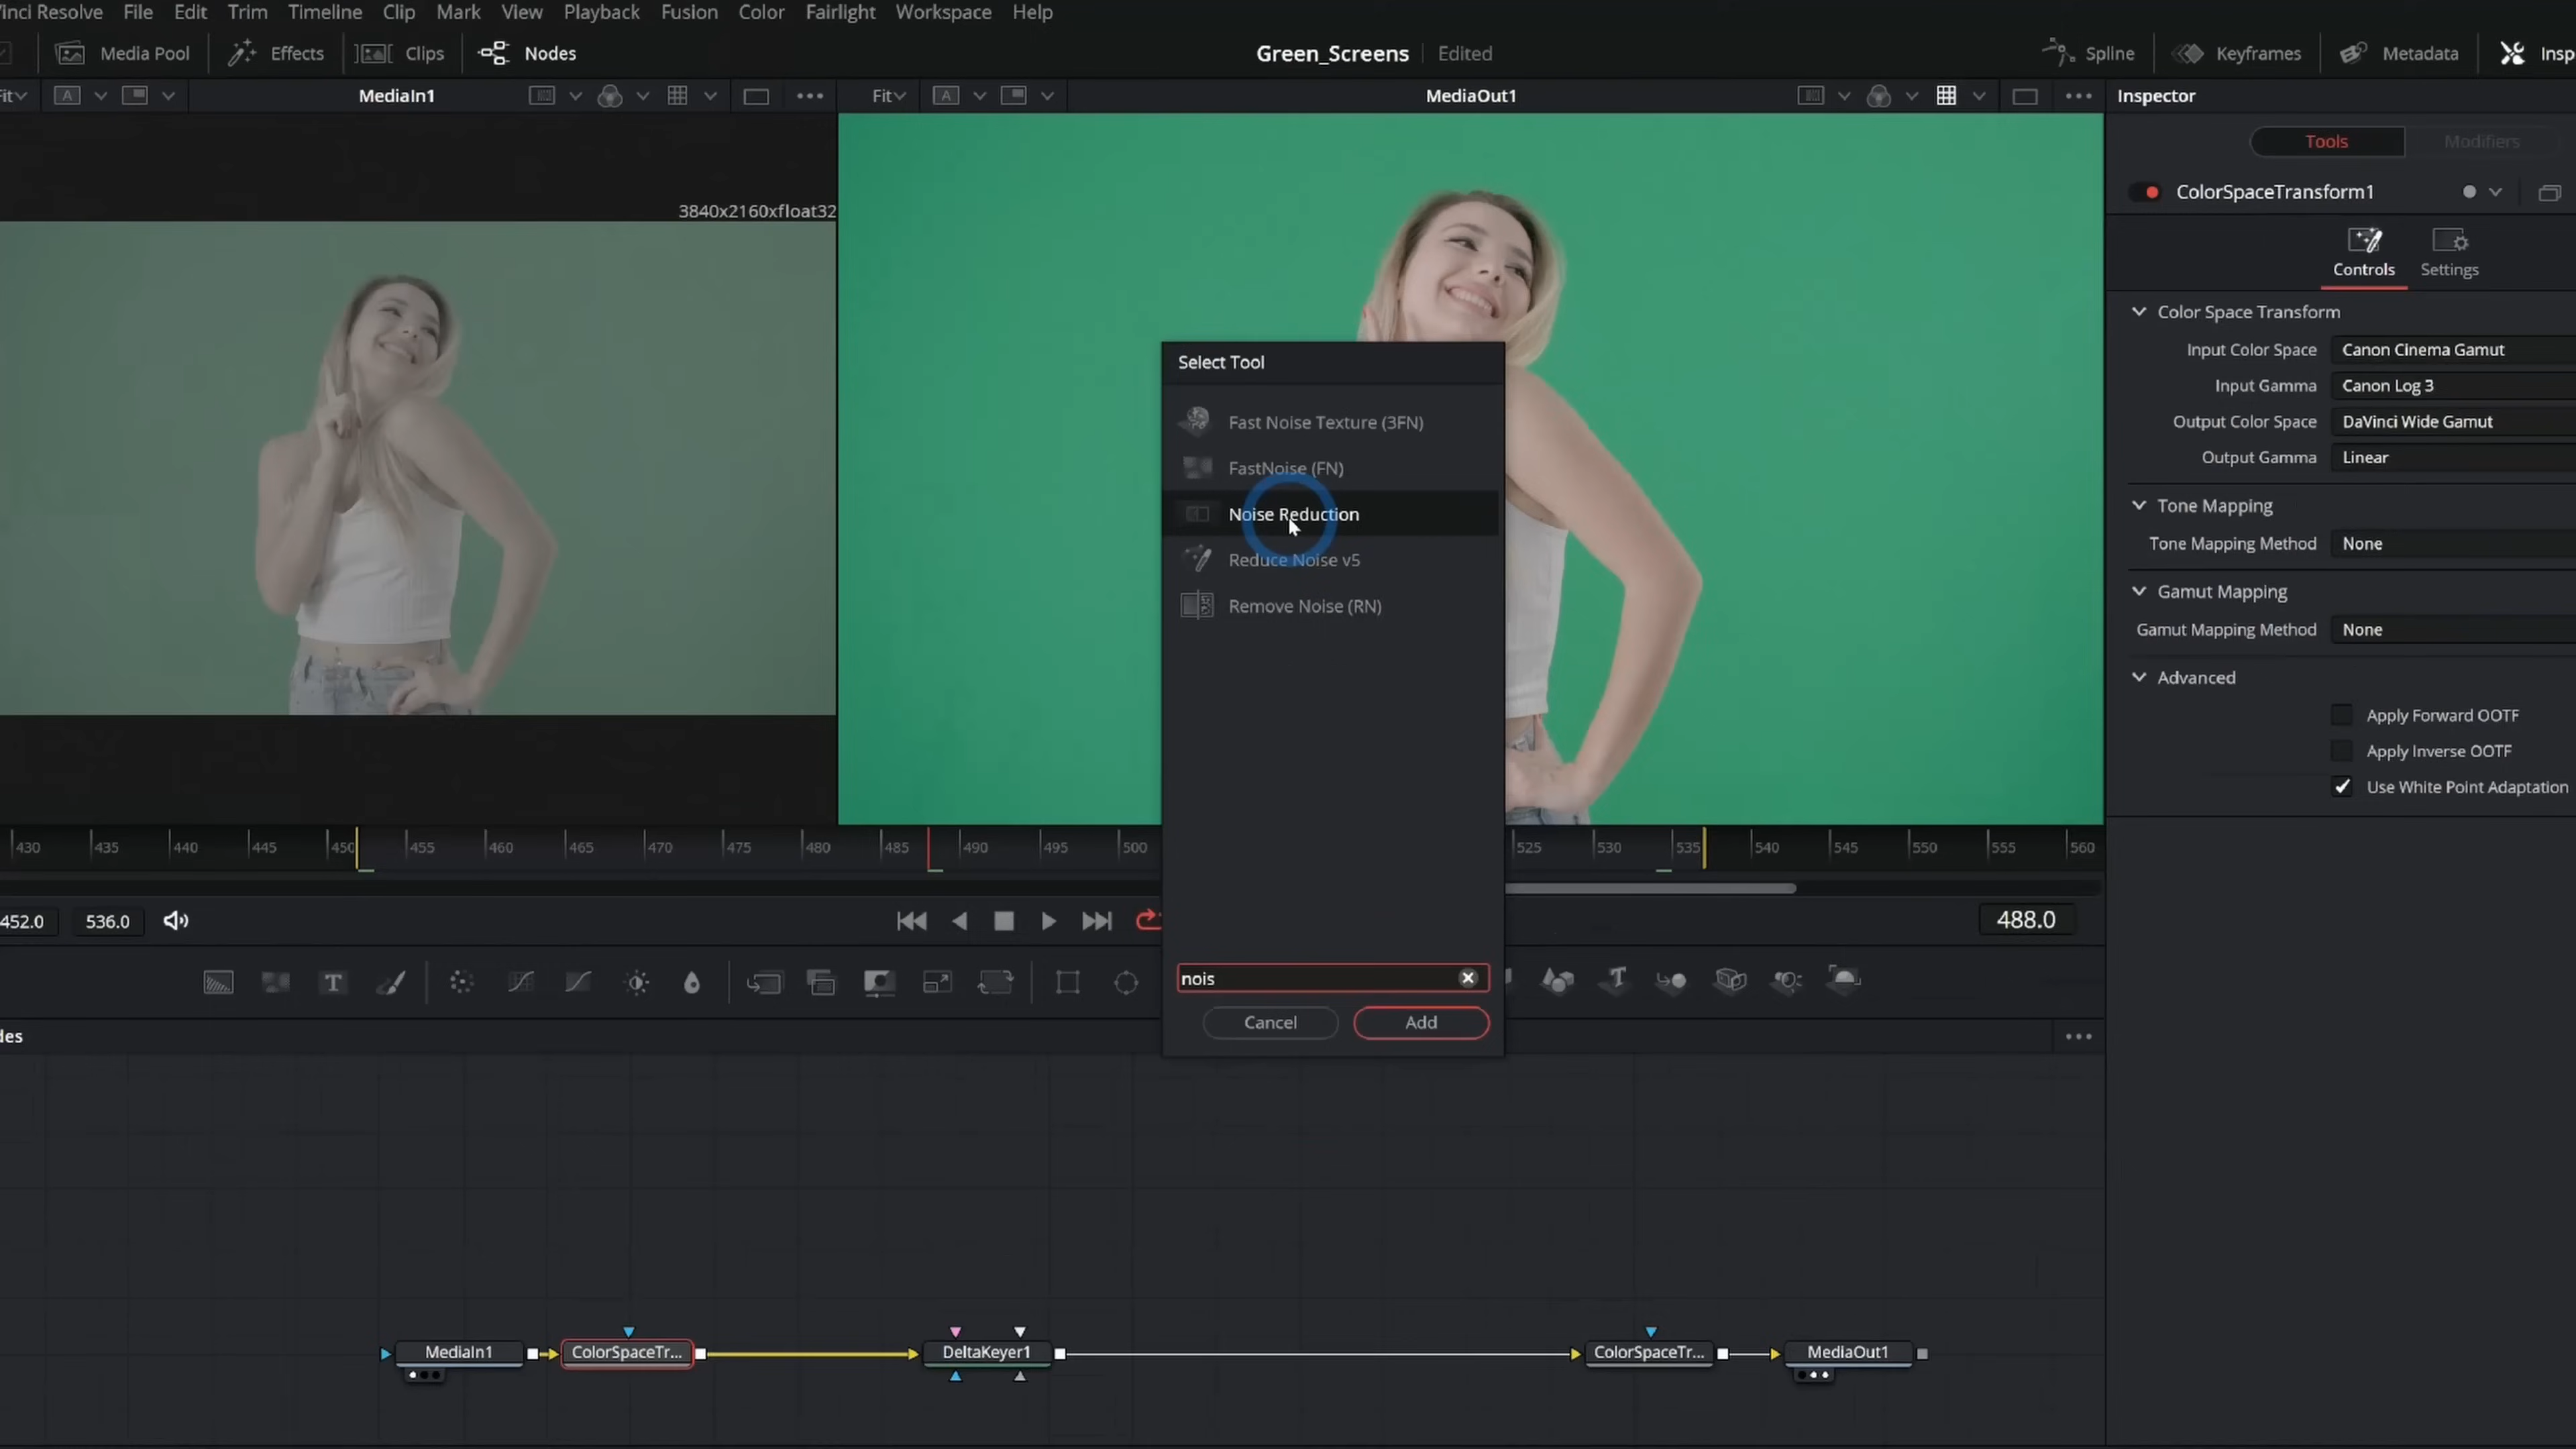 nci Resolve File Edit Trim Timeline Clip Mark View Playback Fusion Color Fairlight Workspace Help
Media Pool Effects Clips Nodes Green_Screens Edited Spline Keyframes Metadata Insp
Fit A MediaIn1 Fit A MediaOut1 Inspector
Tools Modifiers
ColorSpaceTransform1
3840x2160xfloat32
Controls Settings
Color Space Transform
Input Color Space Canon Cinema Gamut
Input Gamma Canon Log 3
Output Color Space DaVinci Wide Gamut
Output Gamma Linear
Tone Mapping
Tone Mapping Method None
Gamut Mapping
Gamut Mapping Method None
Advanced
Apply Forward OOTF
Apply Inverse OOTF
Use White Point Adaptation
Select Tool
Fast Noise Texture (3FN)
FastNoise (FN)
Noise Reduction
Reduce Noise v5
Remove Noise (RN)
nois
Cancel Add
430 435 440 445 450 455 460 465 470 475 480 485 490 495 500 525 530 535 540 545 550 555 560
452.0 536.0 488.0
T T
des
MediaIn1 ColorSpaceTr... DeltaKeyer1 ColorSpaceTr... MediaOut1